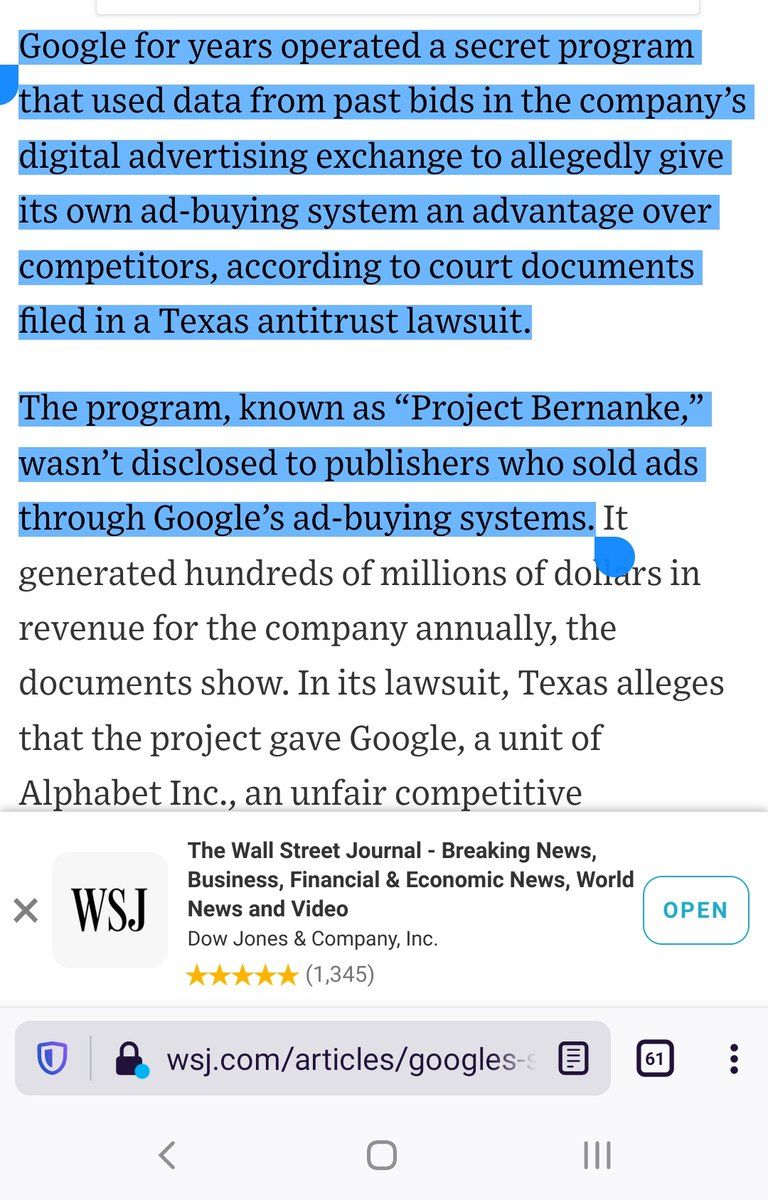 Google for years operated a secret program
that used data from past bids in the company’s
digital advertising exchange to allegedly give
its own ad-buying system an advantage over
competitors, according to court documents
filed in a Texas antitrust lawsuit.
The program, known as “Project Bernanke,”
wasn’t disclosed to publishers who sold ads
through Google’s ad-buying systems. It
generated hundreds of millions of dollars in
revenue for the company annually, the
documents show. In its lawsuit, Texas alleges
that the project gave Google, a unit of
Alphabet Inc., an unfair competitive
WSJ
The Wall Street Journal - Breaking News,
Business, Financial & Economic News, World
News and Video
Dow Jones & Company, Inc.
★★★★★ (1,345)
OPEN
wsj.com/articles/googles-s
61